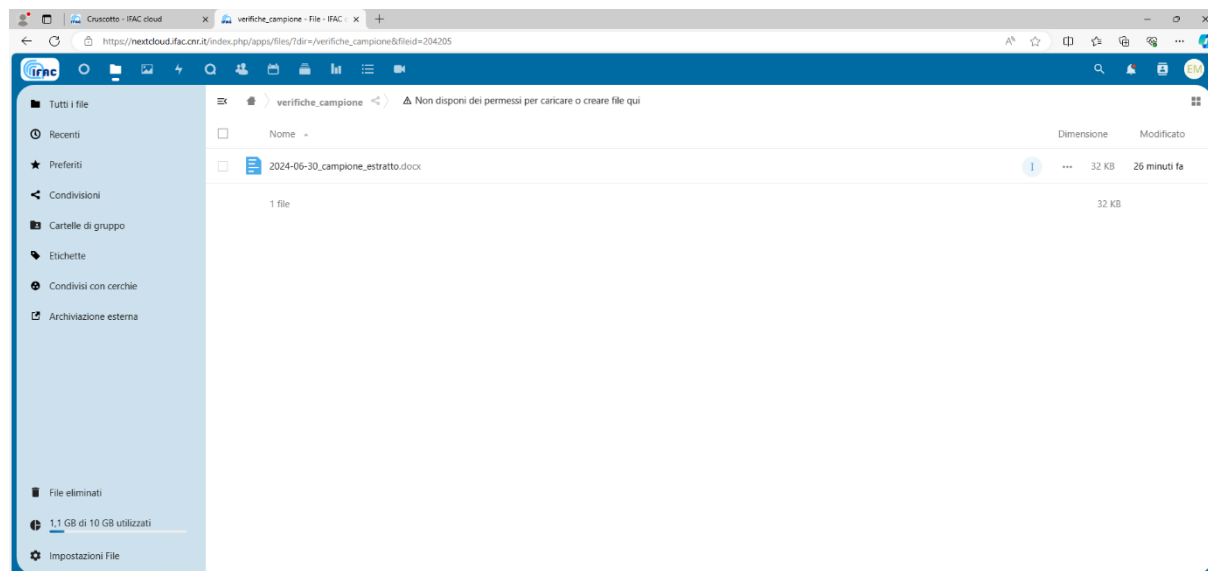 Cruscotto - IFAC cloud
verifiche_campione - File - IFAC c
https://nextcloud.ifac.cnr.it/index.php/apps/files/?dir=/verifiche_campione&fileid=204205
IFAC
EM
Tutti i file
verifiche_campione
Non disponi dei permessi per caricare o creare file qui
Recenti
Nome
Dimensione
Modificato
Preferiti
2024-06-30_campione_estratto.docx
I
32 KB
26 minuti fa
Condivisioni
1 file
32 KB
Cartelle di gruppo
Etichette
Condivisi con cerchie
Archiviazione esterna
File eliminati
1,1 GB di 10 GB utilizzati
Impostazioni File